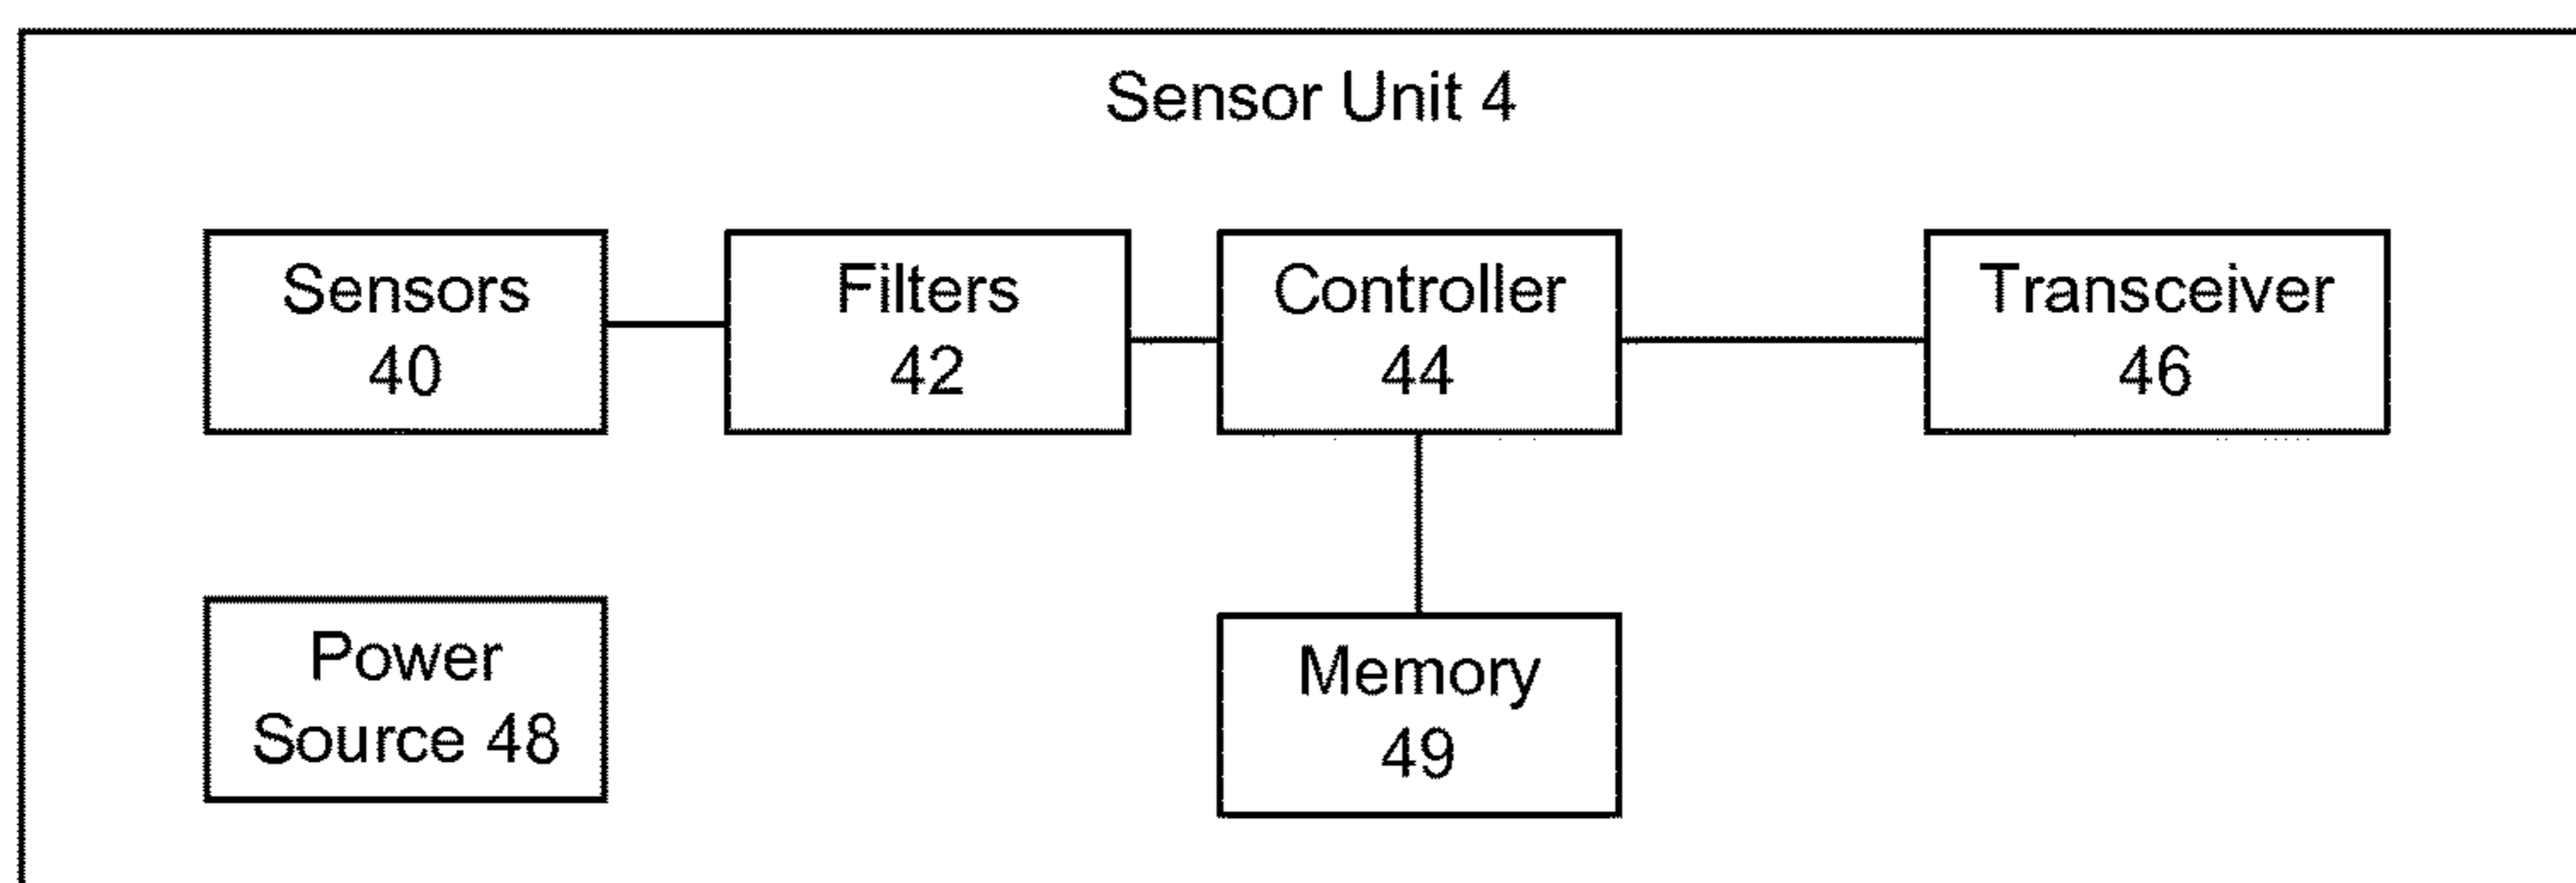 Sensor Unit 4
Sensors
40
Filters
42
Controller
44
Transceiver
46
Power
Source 48
Memory
49